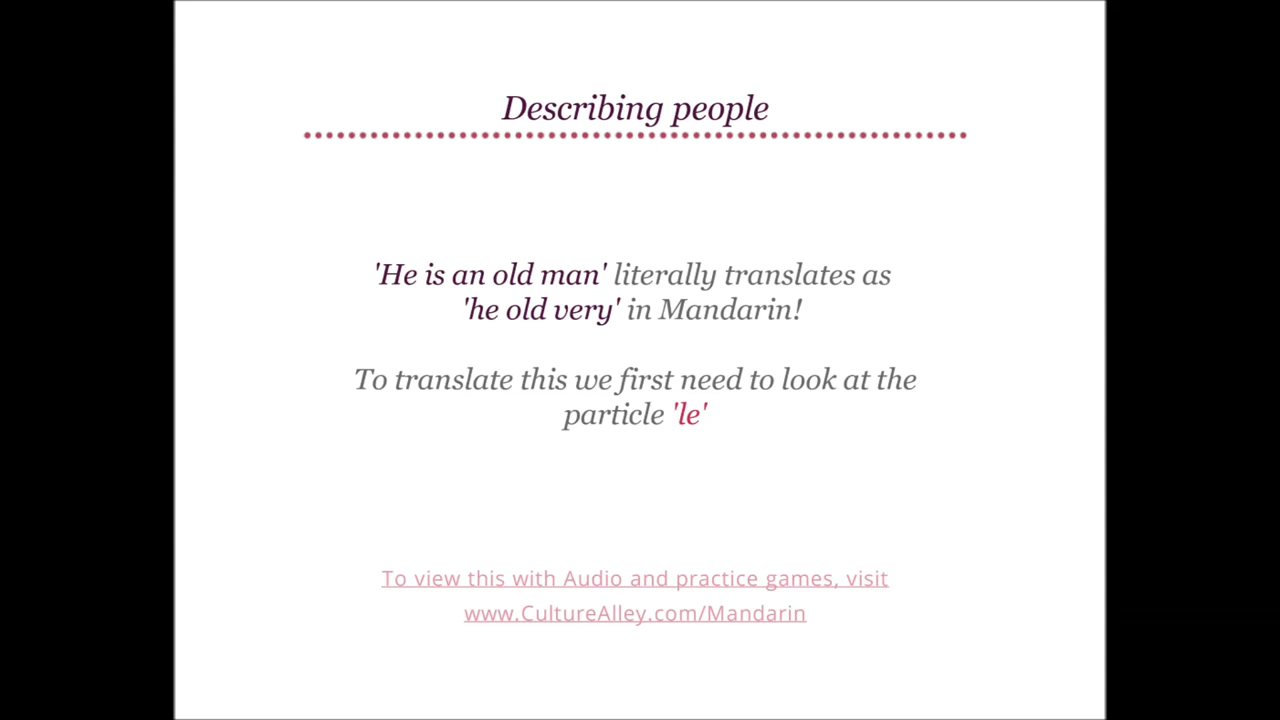 Describing people
'He is an old man' literally translates as
'he old very' in Mandarin!
To translate this we first need to look at the
particle 'le'
To view this with Audio and practice games, visit
www.CultureAlley.com/Mandarin